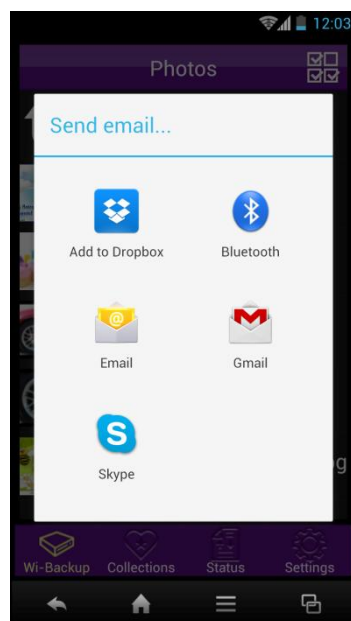 12:03
Photos
Send email...
Add to Dropbox
Bluetooth
Email
Gmail
Skype
Wi-Backup
Collections
Status
Settings